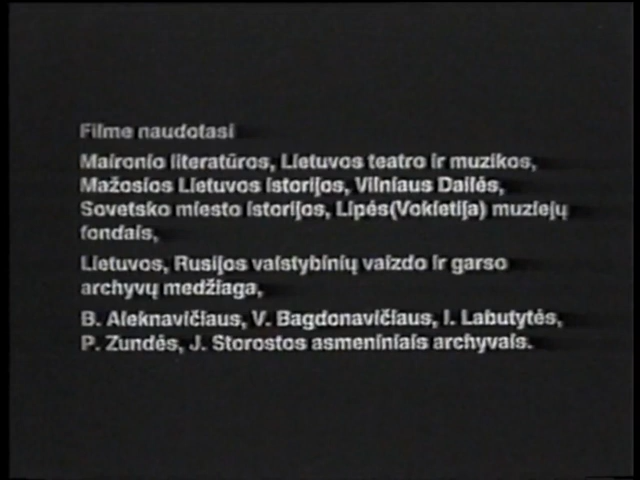 Filme naudotasi
Maironio literatūros, Lietuvos teatro ir muzikos,
Mažosios Lietuvos istorijos, Vilniaus Dailės,
Sovetsko miesto istorijos, Lipės(Vokietija) muziejų
fondais,
Lietuvos, Rusijos valstybinių vaizdo ir garso
archyvų medžiaga,
B. Aleknavičiaus, V. Bagdonavičiaus, I. Labutytės,
P. Zundės, J. Storostos asmeniniais archyvais.